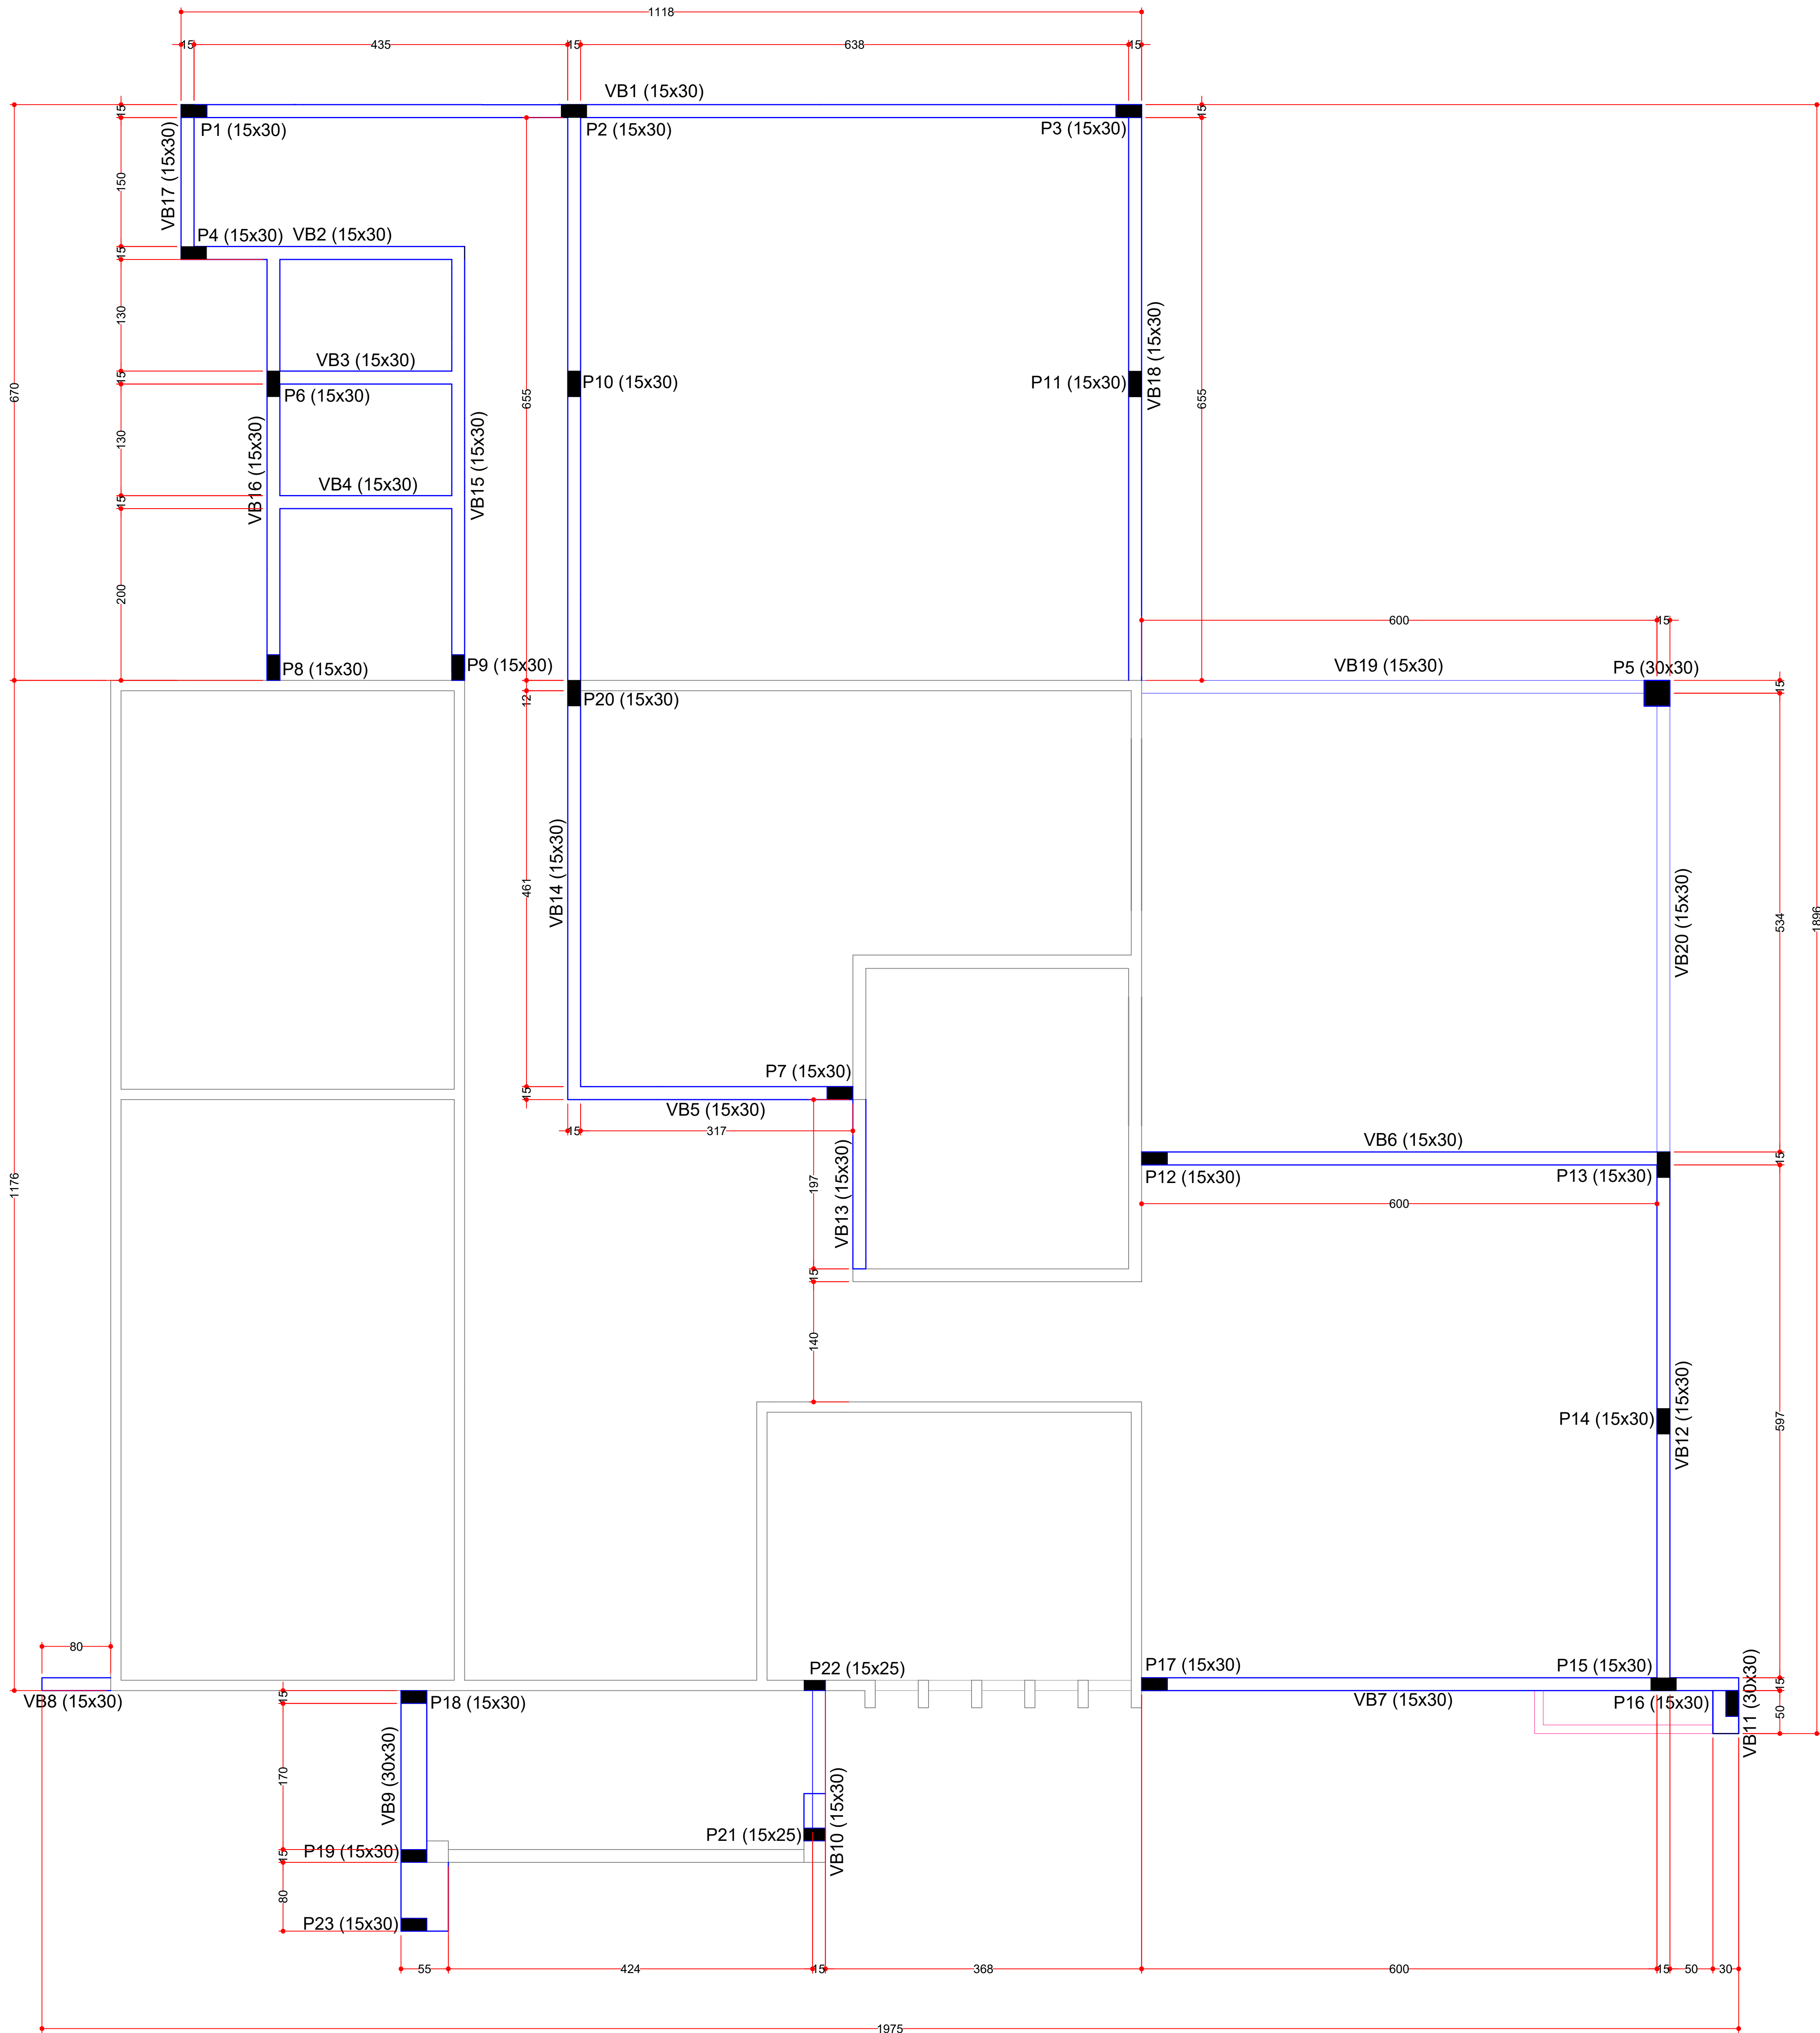 1118
15
435
15
638
15
VB1 (15x30)
15
15
P1 (15x30)
P2 (15x30)
P3 (15x30)
VB17 (15x30)
150
P4 (15x30)
VB2 (15x30)
15
130
VB18 (15x30)
VB3 (15x30)
15
P6 (15x30)
P10 (15x30)
P11 (15x30)
670
655
655
130
VB16 (15x30)
VB15 (15x30)
VB4 (15x30)
15
200
600
15
P8 (15x30)
P9 (15x30)
VB19 (15x30)
P5 (30x30)
15
12
P20 (15x30)
VB14 (15x30)
461
VB20 (15x30)
534
1896
P7 (15x30)
15
VB5 (15x30)
15
317
VB6 (15x30)
15
P12 (15x30)
P13 (15x30)
1176
197
VB13 (15x30)
600
15
140
P14 (15x30)
VB12 (15x30)
597
80
P22 (15x25)
P17 (15x30)
P15 (15x30)
15
VB8 (15x30)
15
P18 (15x30)
VB7 (15x30)
P16 (15x30)
VB11 (30x30)
50
170
VB9 (30x30)
P21 (15x25)
VB10 (15x30)
P19 (15x30)
15
80
P23 (15x30)
55
424
15
368
600
15
50
30
1975